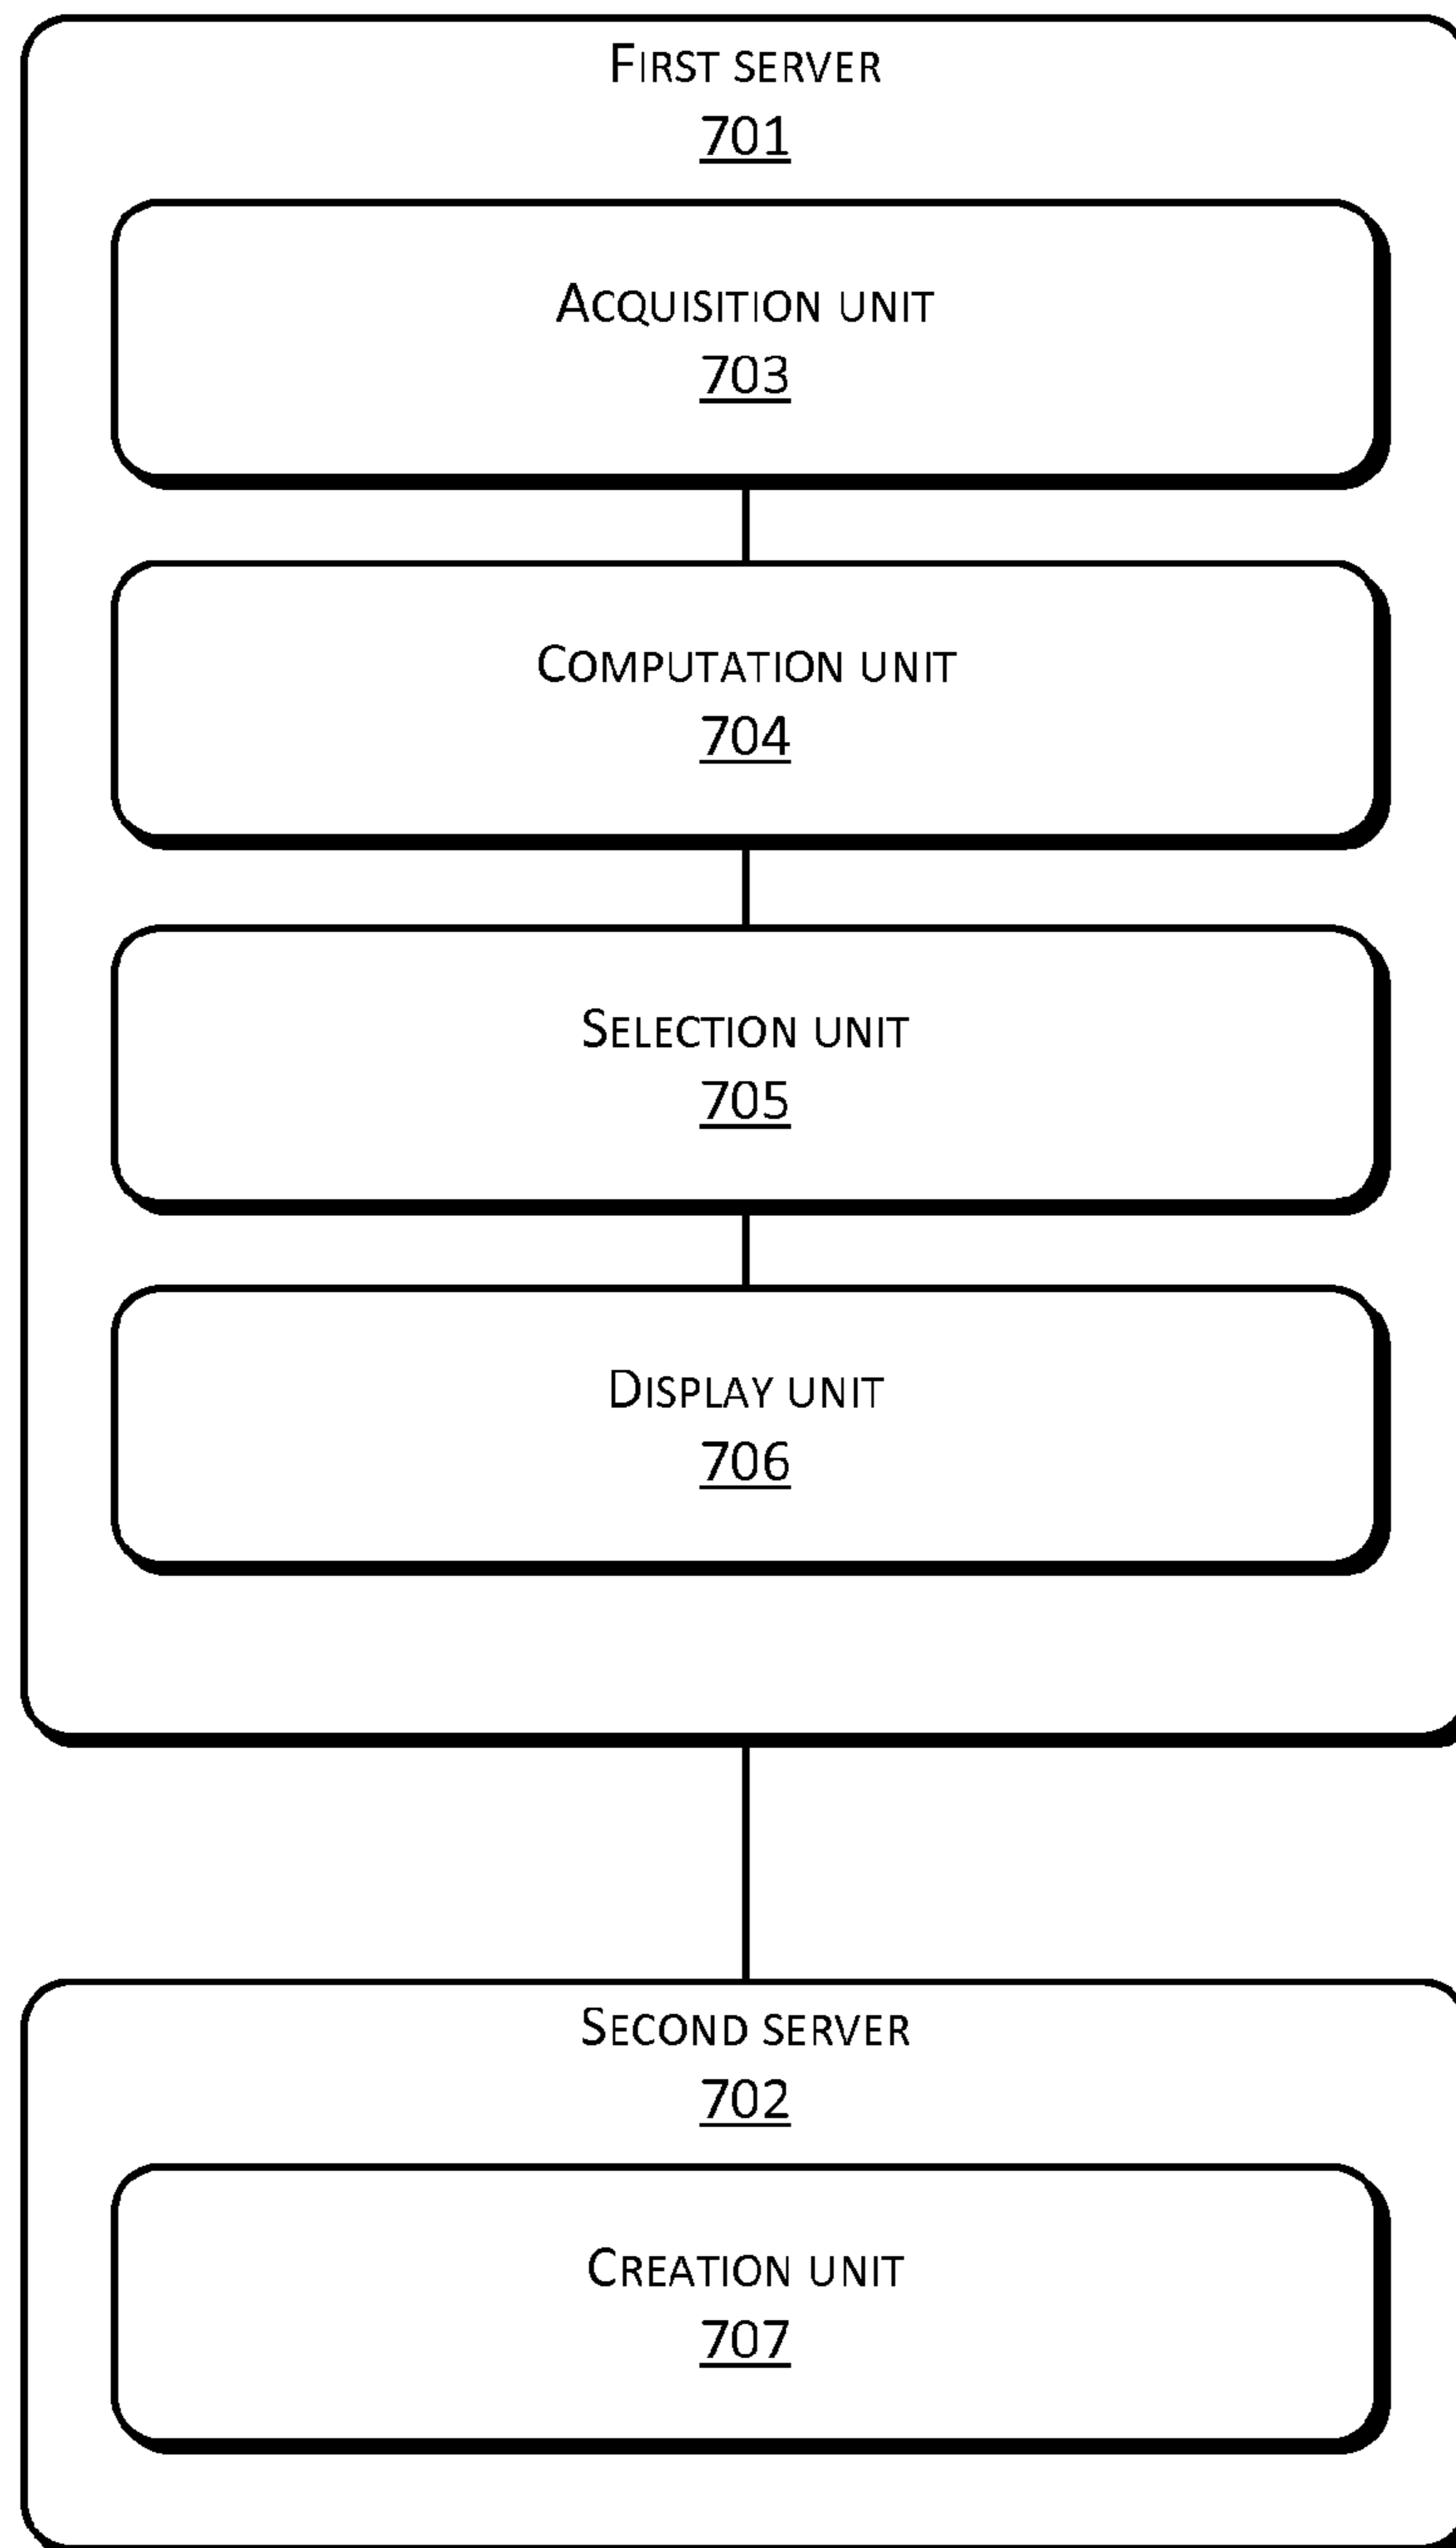 First server
701
Acquisition unit
703
Computation unit
704
Selection unit
705
Display unit
706
Second server
702
Creation unit
707